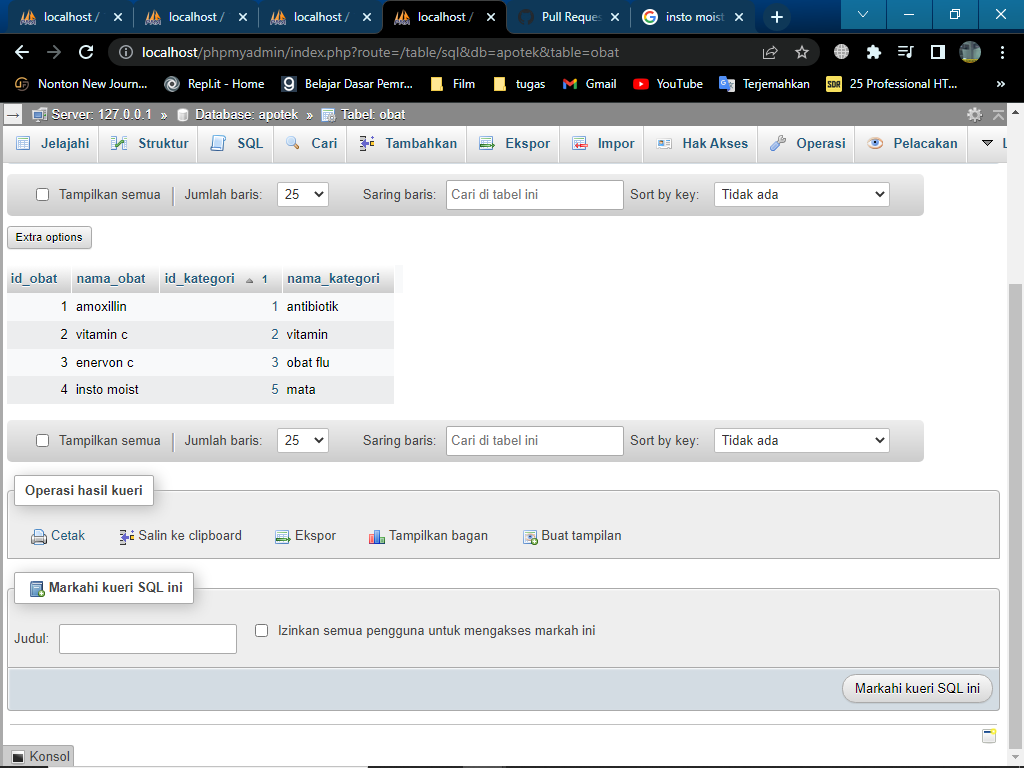 localhost / localhost / localhost / localhost / Pull Reques insto moist
localhost/phpmyadmin/index.php?route=/table/sql&db=apotek&table=obat
Nonton New Journ... RepLit - Home Belajar Dasar Pemr... Film tugas Gmail YouTube Terjemahkan SDR 25 Professional HT... »
Server: 127.0.0.1 » Database: apotek » Tabel: obat
Jelajahi Struktur SQL Cari Tambahkan Ekspor Impor Hak Akses Operasi Pelacakan
Tampilkan semua Jumlah baris: 25 Saring baris: Cari di tabel ini Sort by key: Tidak ada
Extra options
id_obat nama_obat id_kategori 1 nama_kategori
1 amoxillin 1 antibiotik
2 vitamin c 2 vitamin
3 enervon c 3 obat flu
4 insto moist 5 mata
Tampilkan semua Jumlah baris: 25 Saring baris: Cari di tabel ini Sort by key: Tidak ada
Operasi hasil kueri
Cetak Salin ke clipboard Ekspor Tampilkan bagan Buat tampilan
Markahi kueri SQL ini
Judul: Izinkan semua pengguna untuk mengakses markah ini
Markahi kueri SQL ini
Konsol